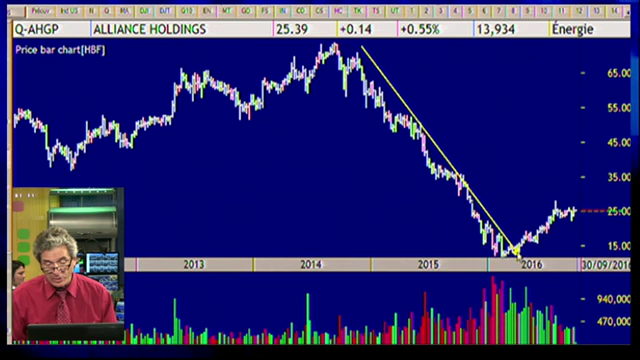 Q-AHGP ALLIANCE HOLDINGS 25.39 +0.14 +0.55% 13,934 Énergie
Price bar chart[HBF]
65.00
55.00
45.00
35.00
25.00
15.00
2013 2014 2015 2016 30/09/2016
940,000
470,000